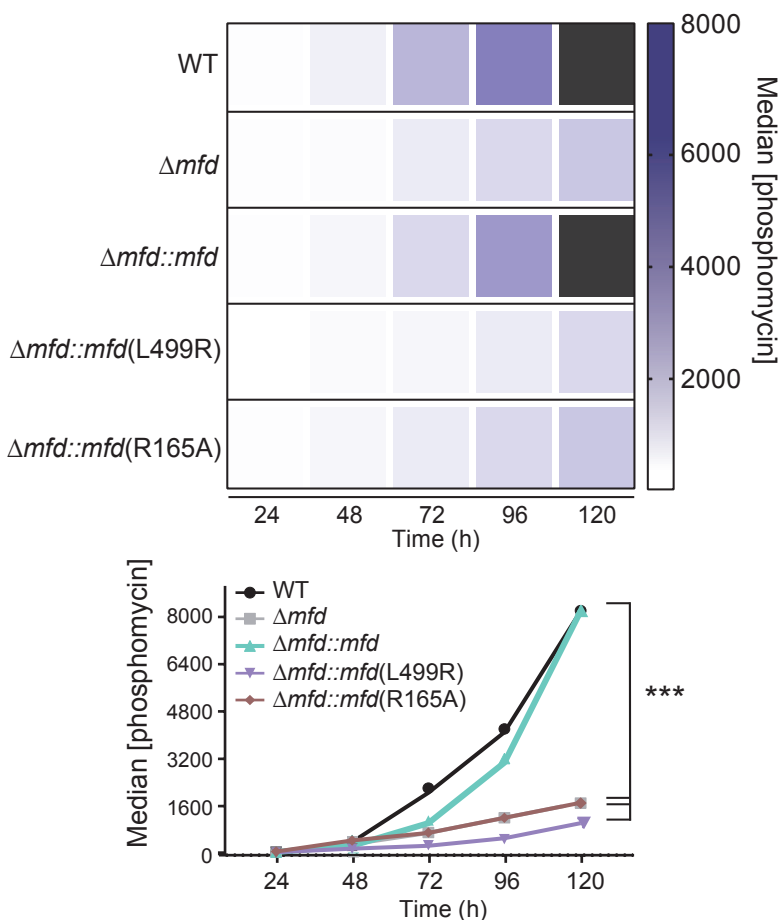 WT
Δmfd
Δmfd::mfd
Δmfd::mfd(L499R)
Δmfd::mfd(R165A)
24 48 72 96 120
Time (h)
8000
6000
4000
2000
Median [phosphomycin]
Median [phosphomycin]
8000
6400
4800
3200
1600
0
WT
Δmfd
Δmfd::mfd
Δmfd::mfd(L499R)
Δmfd::mfd(R165A)
***
24 48 72 96 120
Time (h)